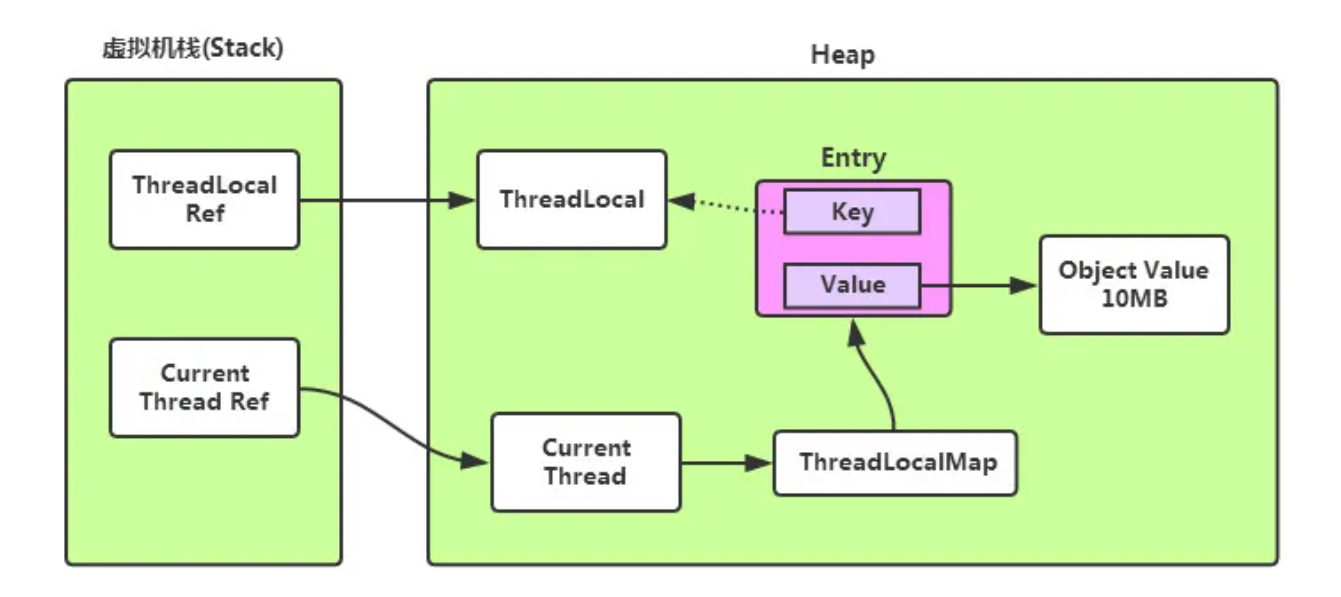 虚拟机栈(Stack)
Heap
ThreadLocal
Ref
ThreadLocal
Entry
Key
Value
Object Value
10MB
Current
Thread Ref
Current
Thread
ThreadLocalMap